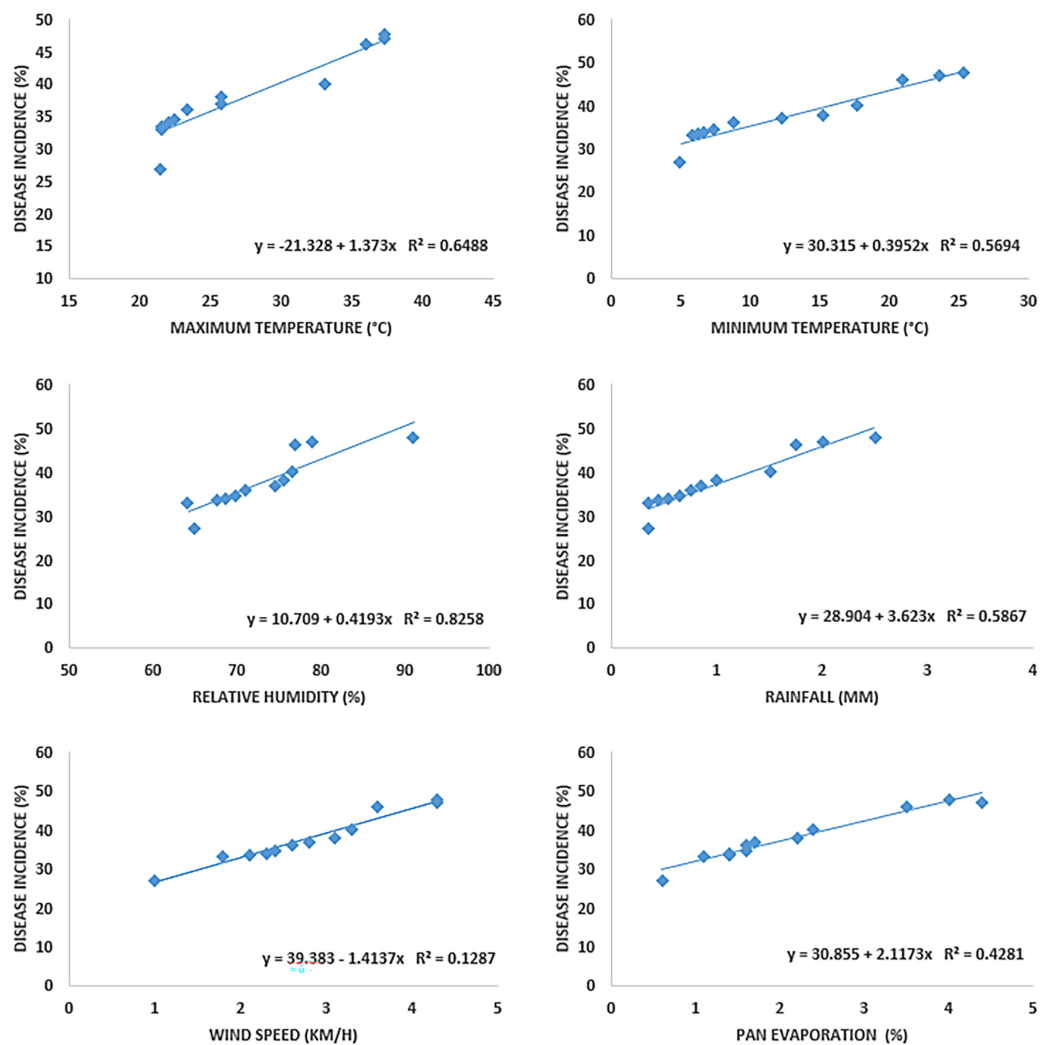 50
45
40
35
30
25
20
15
10
15 20 25 30 35 40 45
DISEASE INCIDENCE (%)
y = -21.328 + 1.373x R² = 0.6488
MAXIMUM TEMPERATURE (°C)
60
50
40
30
20
10
0
0 5 10 15 20 25 30
DISEASE INCIDENCE (%)
y = 30.315 + 0.3952x R² = 0.5694
MINIMUM TEMPERATURE (°C)
60
50
40
30
20
10
0
50 60 70 80 90 100
DISEASE INCIDENCE (%)
y = 10.709 + 0.4193x R² = 0.8258
RELATIVE HUMIDITY (%)
60
50
40
30
20
10
0
0 1 2 3 4
DISEASE INCIDENCE (%)
y = 28.904 + 3.623x R² = 0.5867
RAINFALL (MM)
60
50
40
30
20
10
0
0 1 2 3 4 5
DISEASE INCIDENCE (%)
y = 39.383 - 1.4137x R² = 0.1287
WIND SPEED (KM/H)
60
50
40
30
20
10
0
0 1 2 3 4 5
DISEASE INCIDENCE (%)
y = 30.855 + 2.1173x R² = 0.4281
PAN EVAPORATION (%)